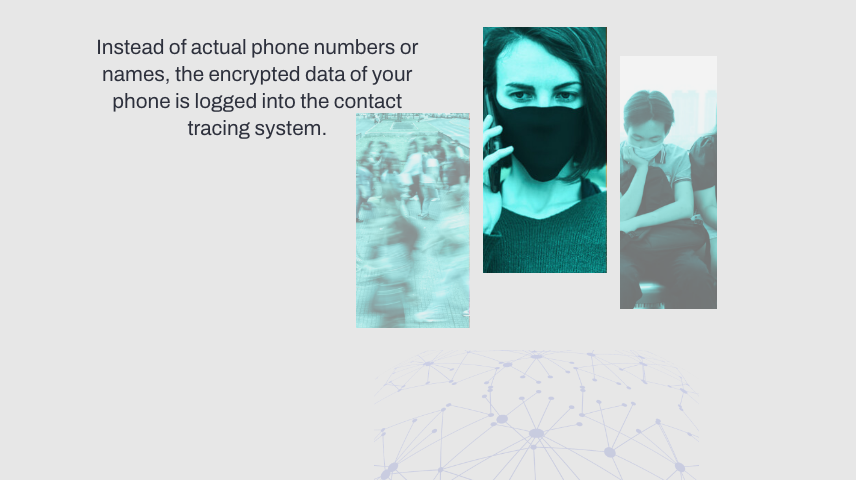 Instead of actual phone numbers or
names, the encrypted data of your
phone is logged into the contact
tracing system.